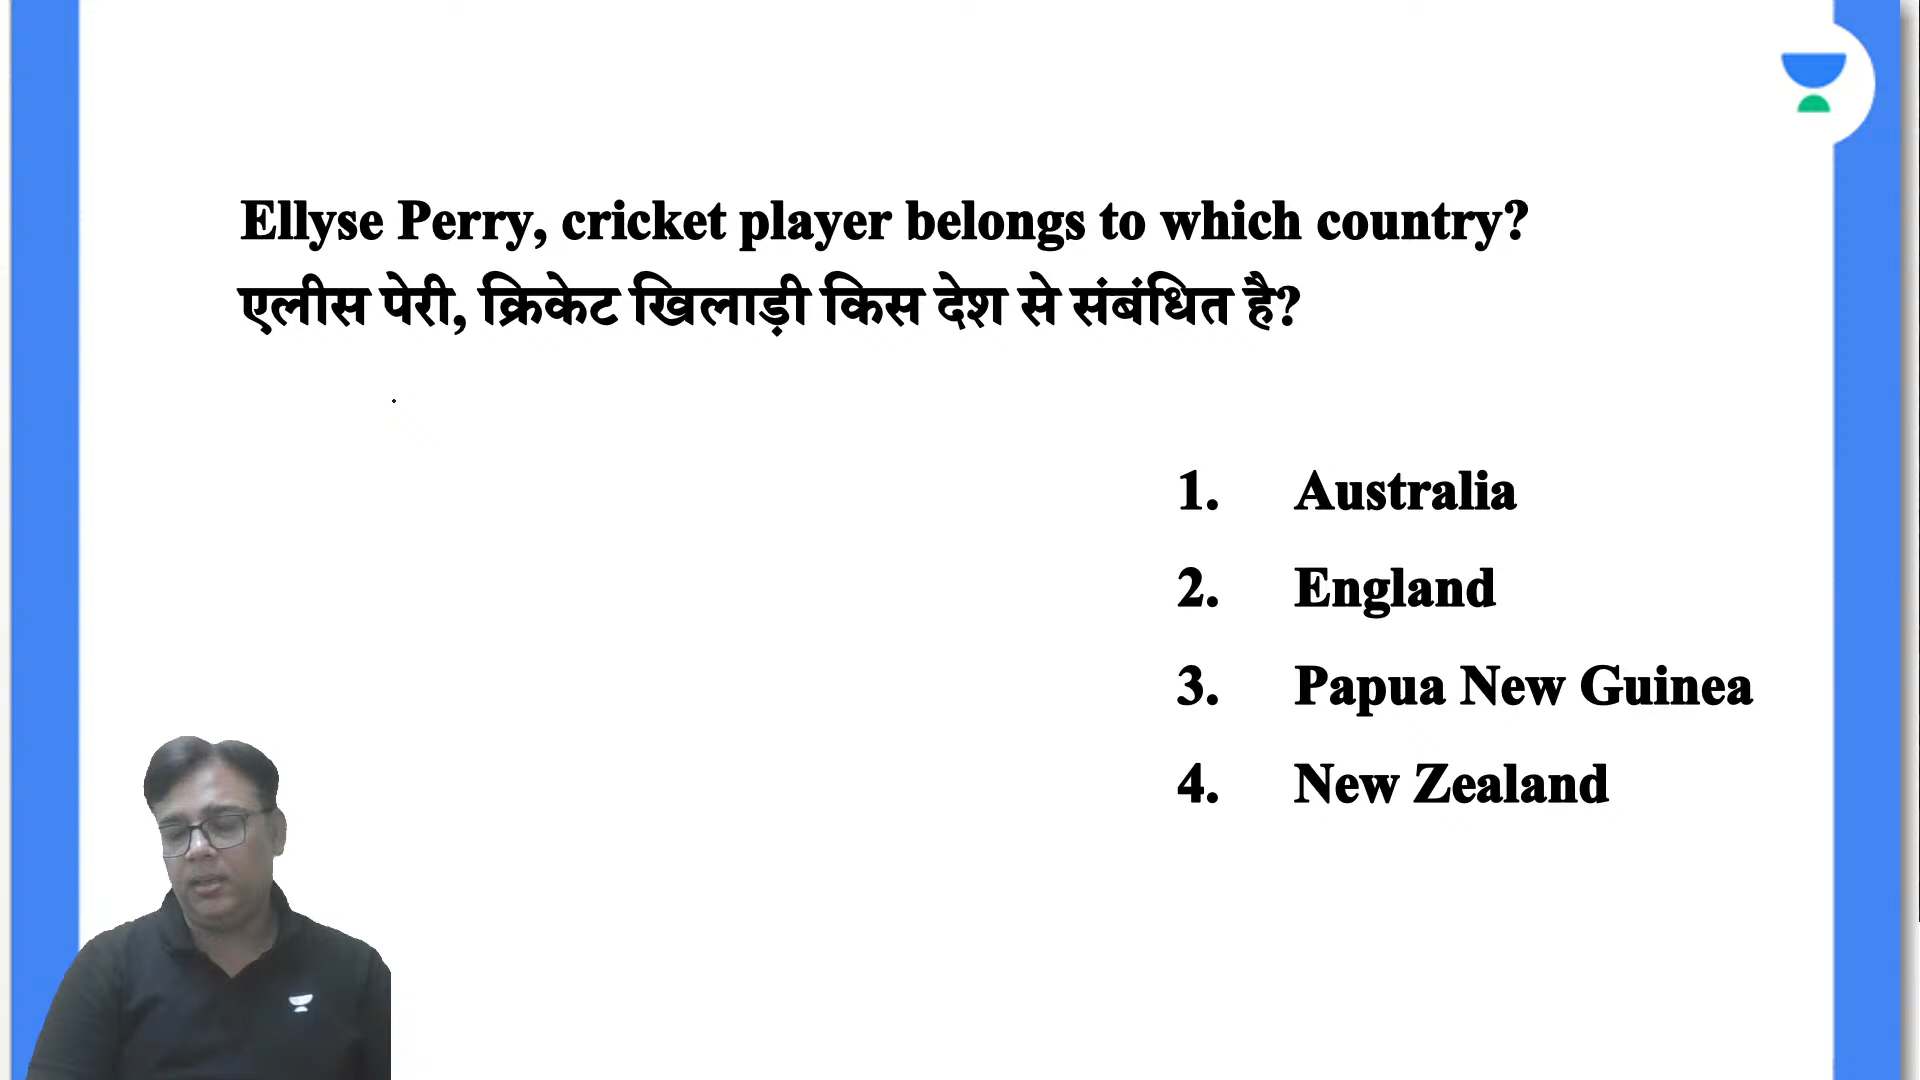 Ellyse Perry, cricket player belongs to which country?
एलीस पेरी, क्रिकेट खिलाड़ी किस देश से संबंधित है?
1. Australia
2. England
3. Papua New Guinea
4. New Zealand